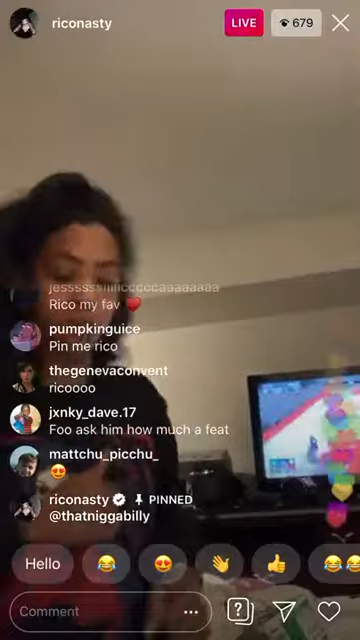 riconasty
LIVE
679
jesssssiiiiicccccaaaaaaaa
Rico my fav
pumpkinguice
Pin me rico
thegenevaconvent
ricoooo
jxnky_dave.17
Foo ask him how much a feat
mattchu_picchu_
riconasty PINNED
@thatniggabilly
Hello
Comment